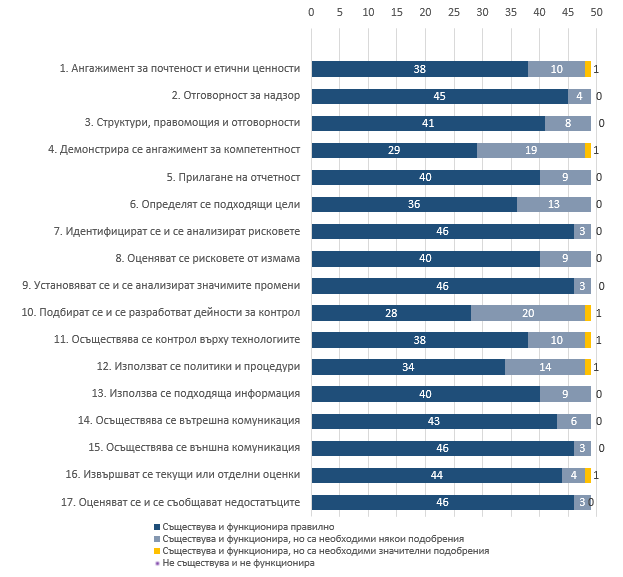 0 5 10 15 20 25 30 35 40 45 50
1. Ангажимент за почтеност и етични ценности 38 10 1
2. Отговорност за надзор 45 4 0
3. Структури, правомощия и отговорности 41 8 0
4. Демонстрира се ангажимент за компетентност 29 19 1
5. Прилагане на отчетност 40 9 0
6. Определят се подходящи цели 36 13 0
7. Идентифицират се и се анализират рисковете 46 3 0
8. Оценяват се рисковете от измама 40 9 0
9. Установяват се и се анализират значимите промени 46 3 0
10. Подбират се и се разработват дейности за контрол 28 20 1
11. Осъществява се контрол върху технологиите 38 10 1
12. Използват се политики и процедури 34 14 1
13. Използва се подходяща информация 40 9 0
14. Осъществява се вътрешна комуникация 43 6 0
15. Осъществява се външна комуникация 46 3 0
16. Извършват се текущи или отделни оценки 44 4 1
17. Оценяват се и се съобщават недостатъците 46 3 0
Съществува и функционира правилно
Съществува и функционира, но са необходими някои подобрения
Съществува и функционира, но са необходими значителни подобрения
Не съществува и не функционира